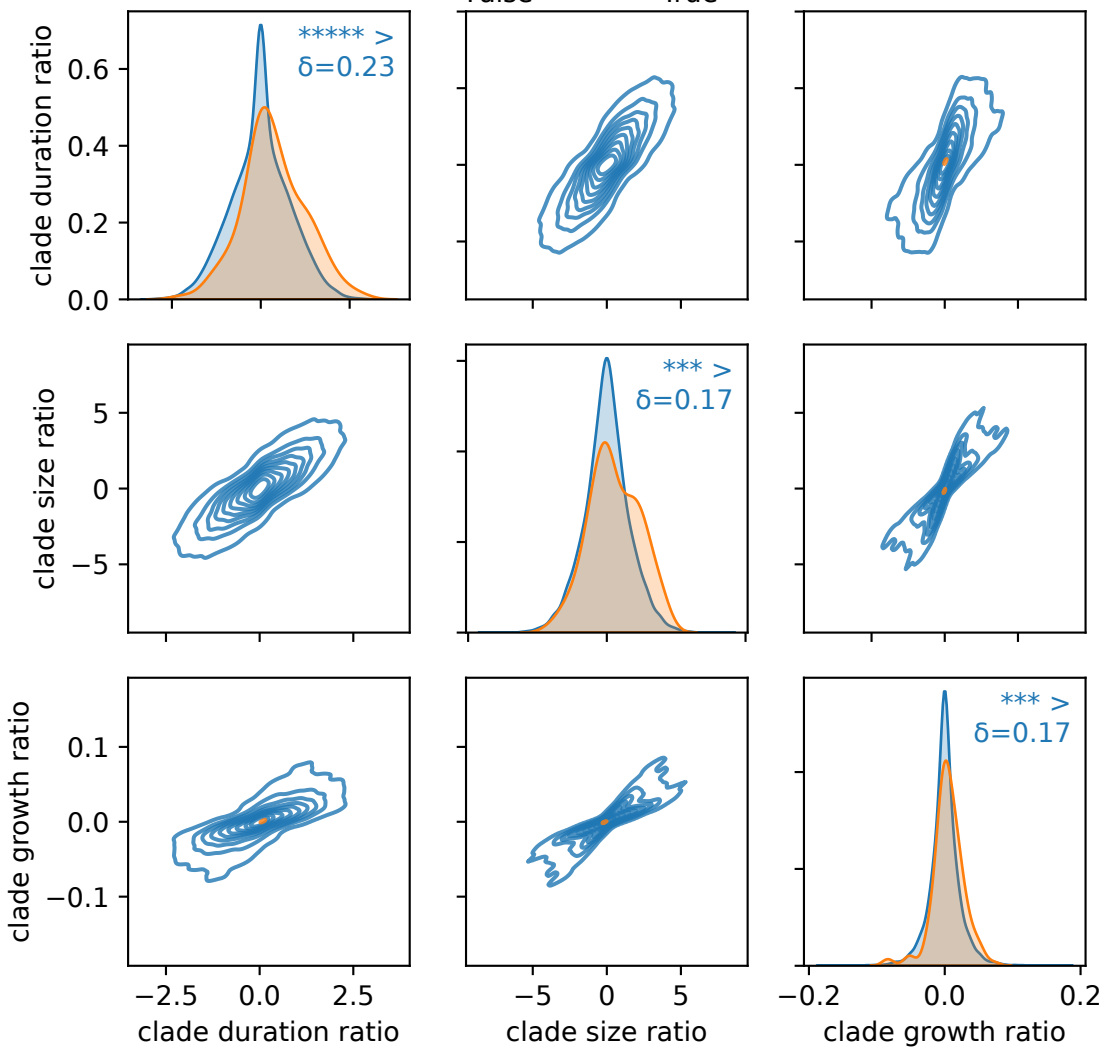 True
***** >
δ=0.23
clade duration ratio
0.6
0.4
0.2
0.0
*** >
δ=0.17
clade size ratio
5
0
−5
*** >
δ=0.17
clade growth ratio
0.1
0.0
−0.1
−2.5 0.0 2.5
−5 0 5
−0.2 0.0 0.2
clade duration ratio
clade size ratio
clade growth ratio